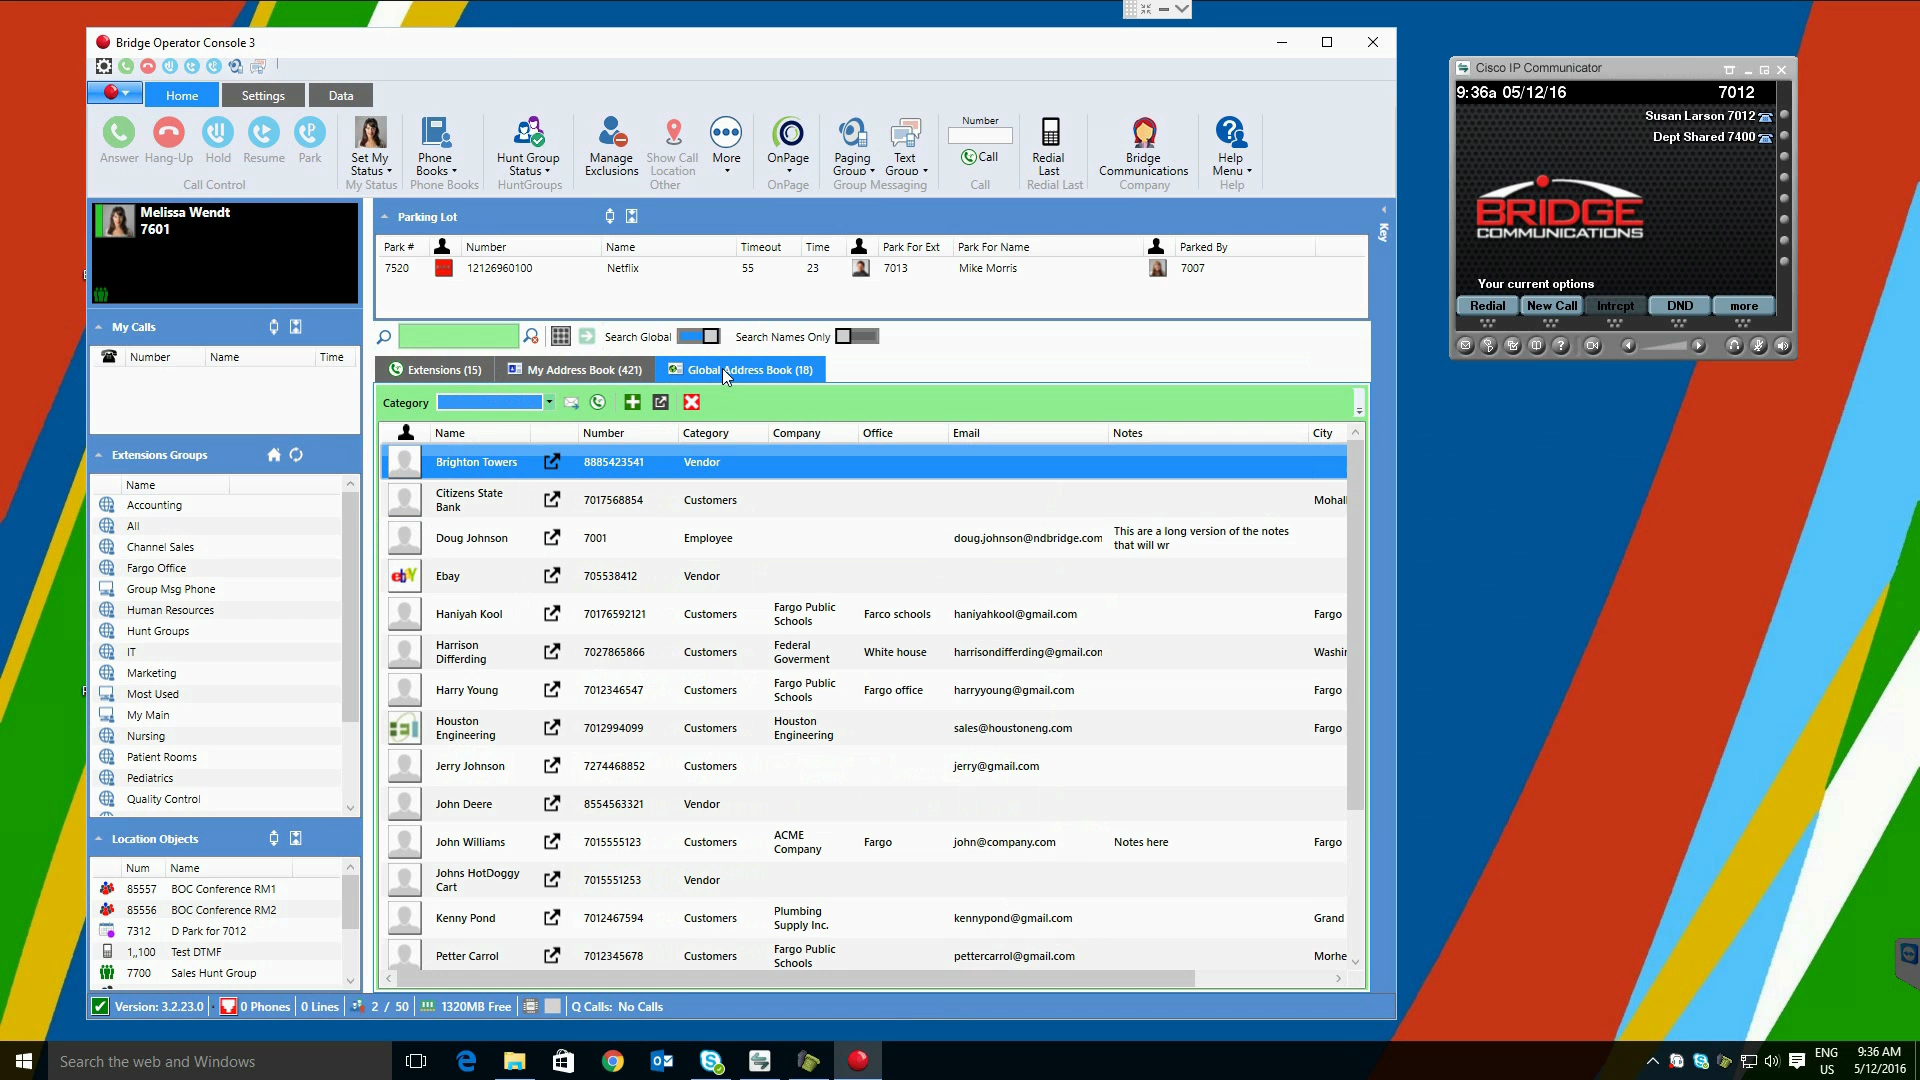 Bridge Operator Console 3
Home Settings Data
Answer Hang-Up Hold Resume Park
Call Control
Set My Status
My Status
Phone Books
Phone Books
Hunt Group Status
HuntGroups
Manage Exclusions
Show Call Location
More
Other
OnPage
OnPage
Paging Group
Text Group
Group Messaging
Number
Call
Call
Redial Last
Redial Last
Bridge Communications
Company
Help Menu
Help
Melissa Wendt
7601
My Calls
Number Name Time
Extensions Groups
Name
Accounting
All
Channel Sales
Fargo Office
Group Msg Phone
Human Resources
Hunt Groups
IT
Marketing
Most Used
My Main
Nursing
Patient Rooms
Pediatrics
Quality Control
Location Objects
Num Name
85557 BOC Conference RM1
85556 BOC Conference RM2
7312 D Park for 7012
1,,100 Test DTMF
7700 Sales Hunt Group
Parking Lot
Key
Park # Number Name Timeout Time Park For Ext Park For Name Parked By
7520 12126960100 Netflix 55 23 7013 Mike Morris 7007
Search Global Search Names Only
Extensions (15) My Address Book (421) Global Address Book (18)
Category
Name Number Category Company Office Email Notes City
Brighton Towers 8885423541 Vendor
Citizens State Bank 7017568854 Customers Mohal
Doug Johnson 7001 Employee doug.johnson@ndbridge.com This are a long version of the notes that will wr
ebY Ebay 705538412 Vendor
Haniyah Kool 70176592121 Customers Fargo Public Schools Farco schools haniyahkool@gmail.com Fargo
Harrison Differding 7027865866 Customers Federal Goverment White house harrisondifferding@gmail.con Washir
Harry Young 7012346547 Customers Fargo Public Schools Fargo office harryyoung@gmail.com Fargo
Houston Engineering 7012994099 Customers Houston Engineering sales@houstoneng.com Fargo
Jerry Johnson 7274468852 Customers jerry@gmail.com
John Deere 8554563321 Vendor
John Williams 7015555123 Customers ACME Company Fargo john@company.com Notes here Fargo
Johns HotDoggy Cart 7015551253 Vendor
Kenny Pond 7012467594 Customers Plumbing Supply Inc. kennypond@gmail.com Grand
Petter Carrol 7012345678 Customers Fargo Public Schools pettercarrol@gmail.com Morhe
Version: 3.2.23.0 0 Phones 0 Lines 2 / 50 1320MB Free Q Calls: No Calls
Cisco IP Communicator
9:36a 05/12/16 7012
Susan Larson 7012
Dept Shared 7400
BRIDGE
COMMUNICATIONS
Your current options
Redial New Call Intrcpt DND more
Search the web and Windows
ENG
US
9:36 AM
5/12/2016